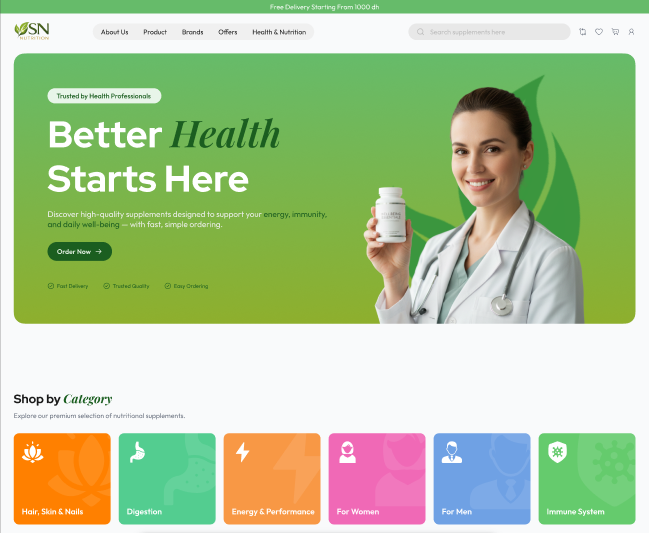 Free Delivery Starting From 1000 dh
SN
NUTRITION
About Us
Product
Brands
Offers
Health & Nutrition
Search supplements here
Trusted by Health Professionals
Better Health
Starts Here
Discover high-quality supplements designed to support your energy, immunity,
and daily well-being — with fast, simple ordering.
Order Now →
Fast Delivery
Trusted Quality
Easy Ordering
Shop by Category
Explore our premium selection of nutritional supplements.
Hair, Skin & Nails
Digestion
Energy & Performance
For Women
For Men
Immune System